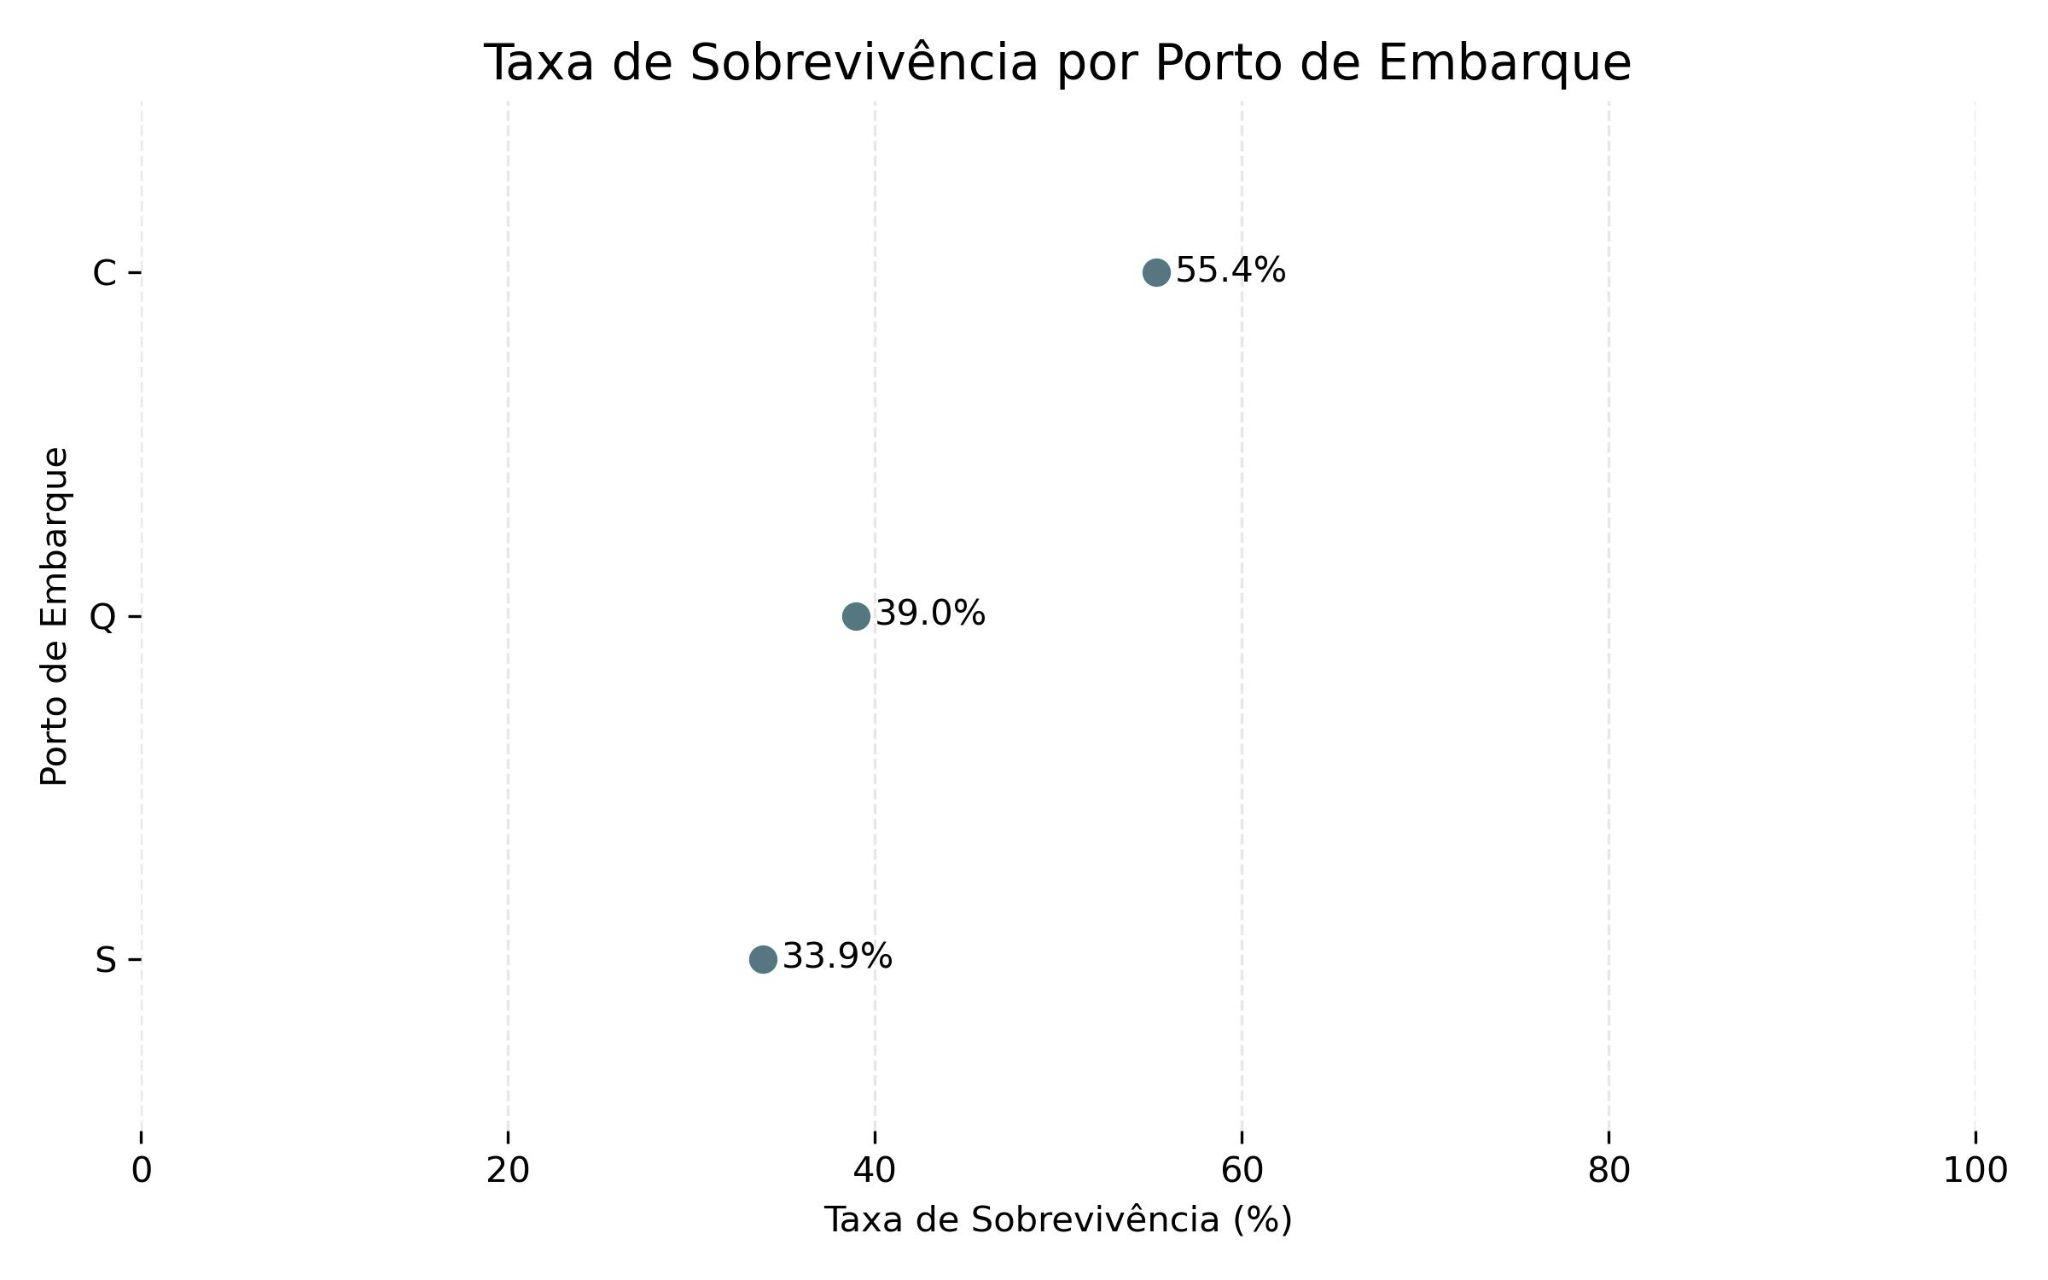 Taxa de Sobrevivência por Porto de Embarque
Porto de Embarque
C
55.4%
Q
39.0%
S
33.9%
0 20 40 60 80 100
Taxa de Sobrevivência (%)